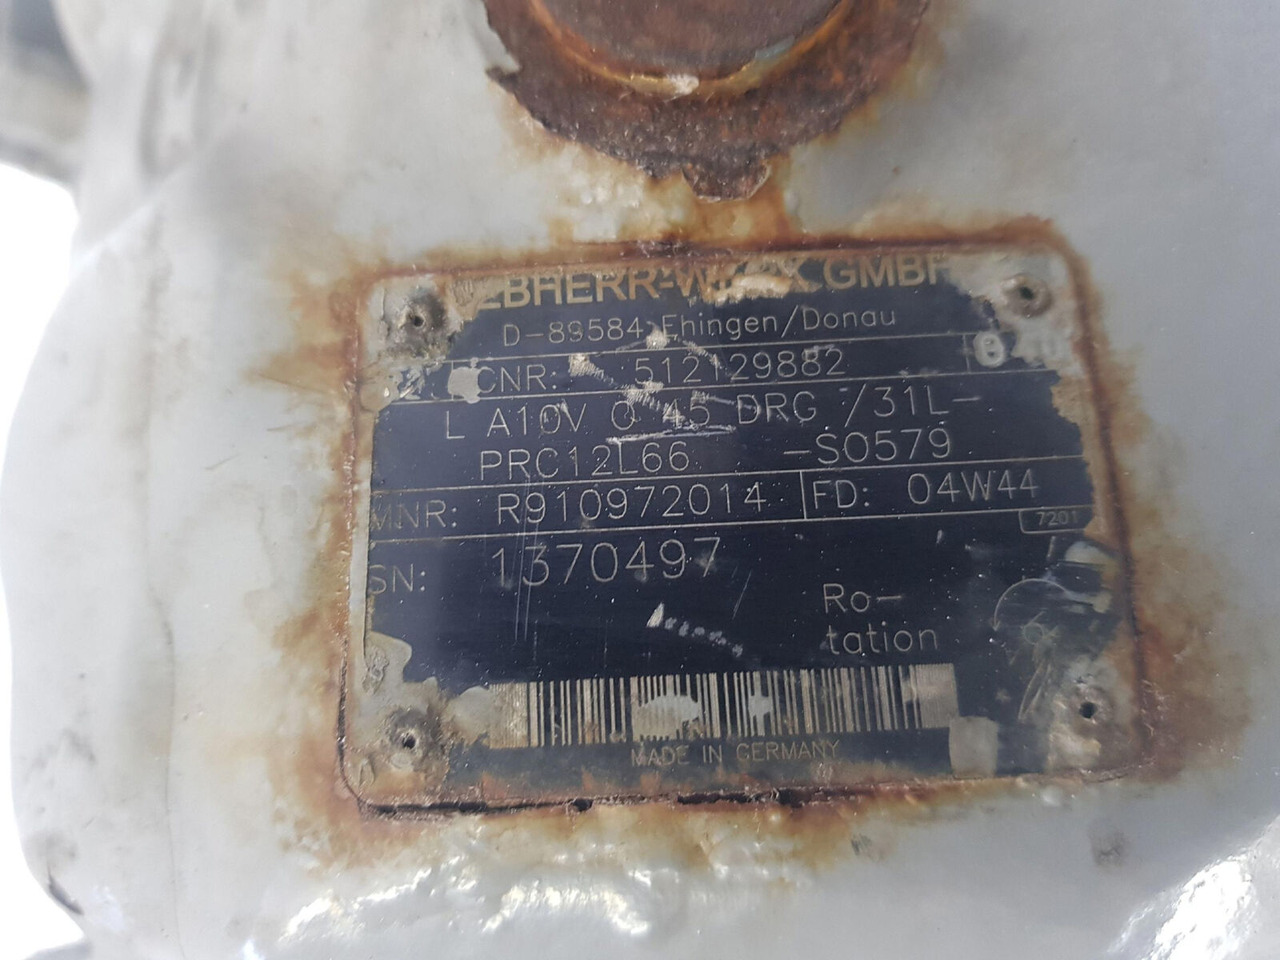 EBHERR-WERK GMBH
D-89584 Ehingen/Donau
CNR: 512129882
L A10V O 45 DRG /31L-
PRC12L66 -S0579
MNR: R910972014 FD: 04W44
7201
SN: 1370497
Ro-
tation
MADE IN GERMANY